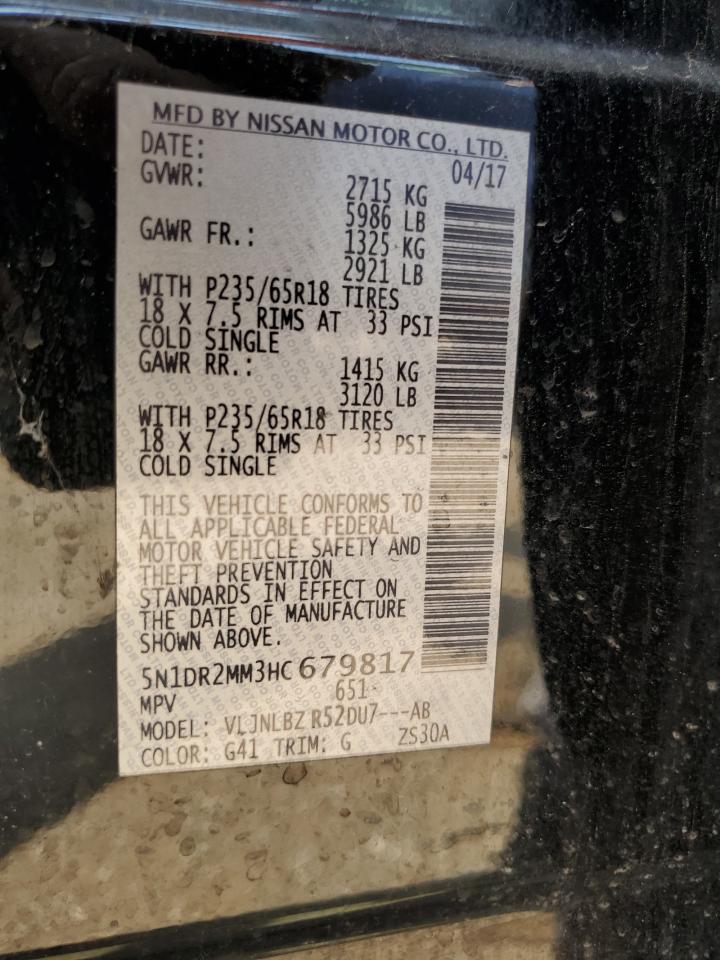 MFD BY NISSAN MOTOR CO., LTD.
DATE: 04/17
GVWR: 2715 KG
5986 LB
GAWR FR.: 1325 KG
2921 LB
WITH P235/65R18 TIRES
18 X 7.5 RIMS AT 33 PSI
COLD SINGLE
GAWR RR.: 1415 KG
3120 LB
WITH P235/65R18 TIRES
18 X 7.5 RIMS AT 33 PSI
COLD SINGLE
THIS VEHICLE CONFORMS TO
ALL APPLICABLE FEDERAL
MOTOR VEHICLE SAFETY AND
THEFT PREVENTION
STANDARDS IN EFFECT ON
THE DATE OF MANUFACTURE
SHOWN ABOVE.
5N1DR2MM3HC679817
MPV 651
MODEL: VLJNLBZ R52DU7---AB
COLOR: G41 TRIM: G ZS30A